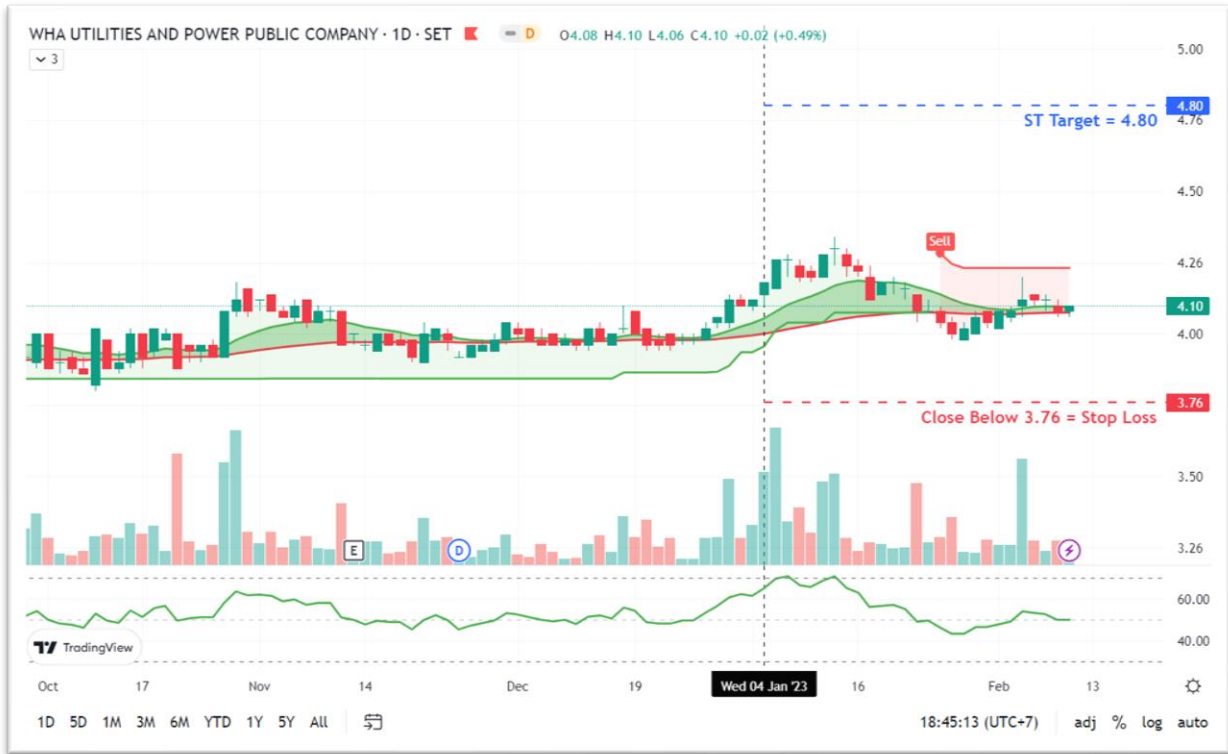 WHA UTILITIES AND POWER PUBLIC COMPANY · 1D · SET D O4.08 H4.10 L4.06 C4.10 +0.02 (+0.49%)
3
5.00
4.80
ST Target = 4.80
4.76
4.50
Sell
4.26
4.10
4.00
3.76
Close Below 3.76 = Stop Loss
3.50
E D
3.26
60.00
40.00
TradingView
Oct 17 Nov 14 Dec 19 Wed 04 Jan '23 16 Feb 13
1D 5D 1M 3M 6M YTD 1Y 5Y All 18:45:13 (UTC+7) adj % log auto